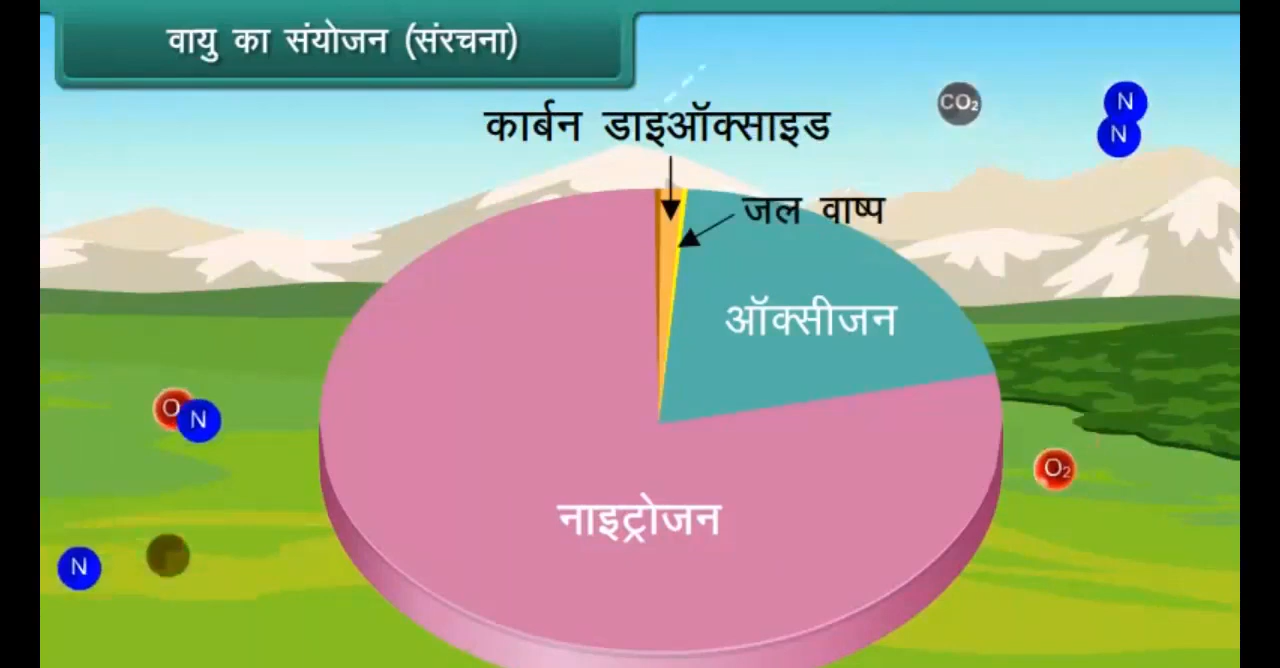 वायु का संयोजन (संरचना)
कार्बन डाइऑक्साइड
CO₂
N
N
जल वाष्प
ऑक्सीजन
O
N
O₂
नाइट्रोजन
N